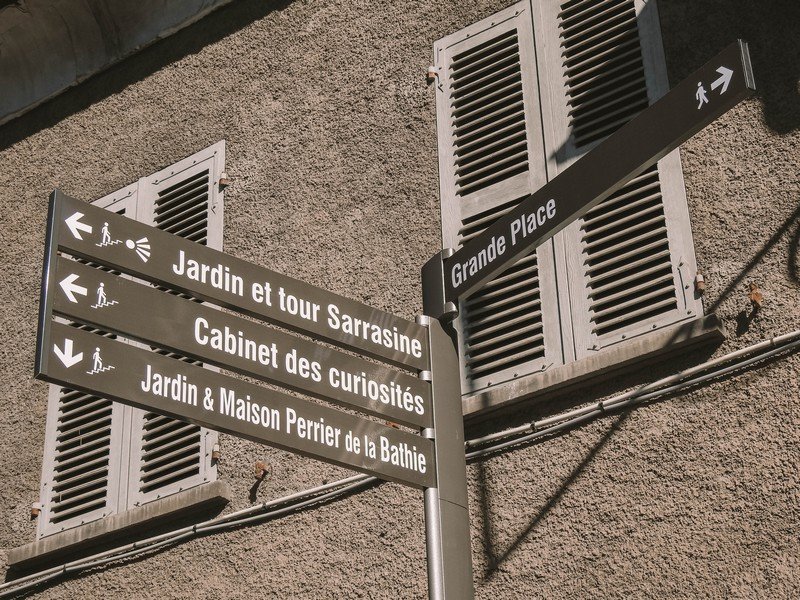 Grande Place
Jardin et tour Sarrasine
Cabinet des curiosités
Jardin & Maison Perrier de la Bathie